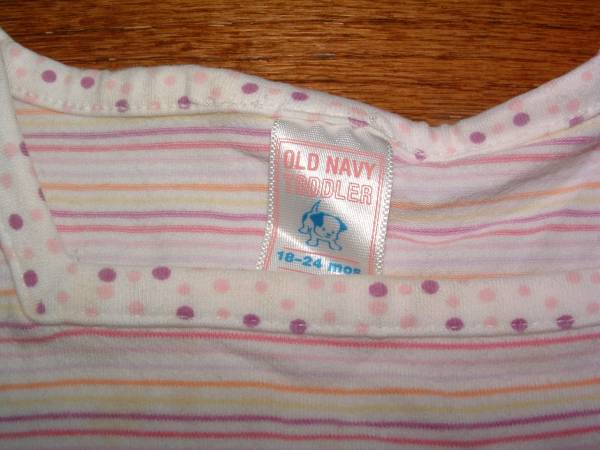 OLD NAVY
TODDLER
18-24 mos